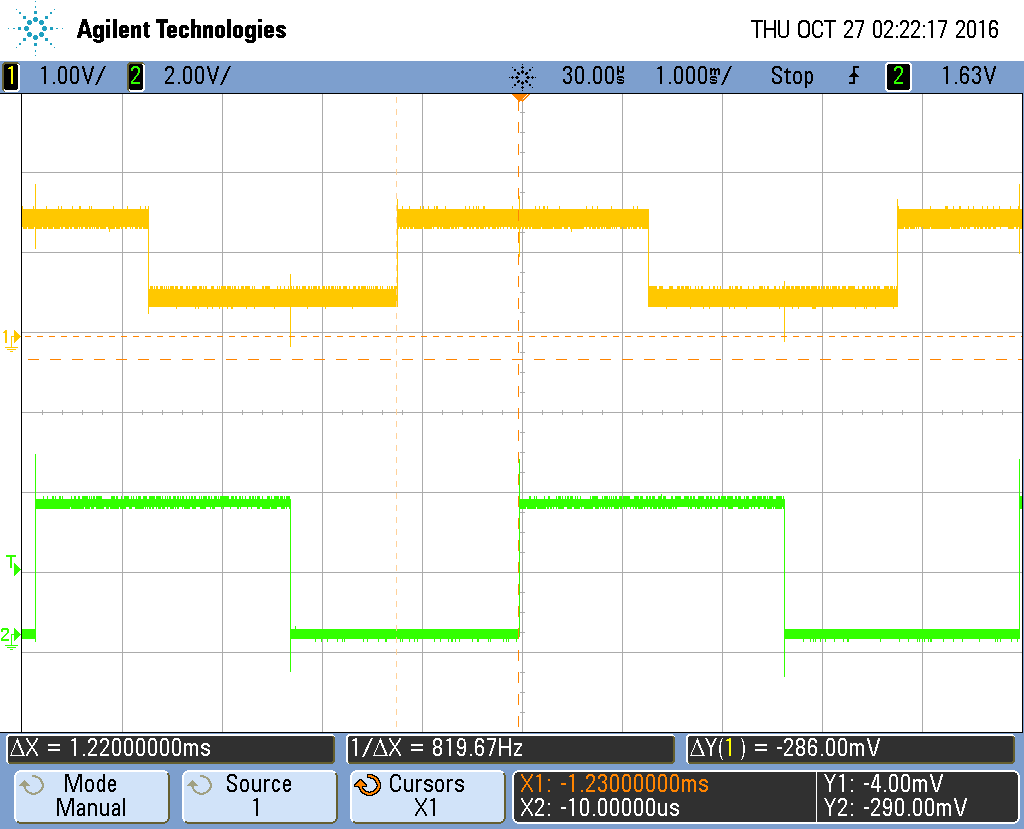 Agilent Technologies THU OCT 27 02:22:17 2016
1 1.00V/ 2 2.00V/ 30.00µs 1.000ms/ Stop 2 1.63V
1
T
2
ΔX = 1.22000000ms 1/ΔX = 819.67Hz ΔY(1) = -286.00mV
Mode Source Cursors X1: -1.23000000ms Y1: -4.00mV
Manual 1 X1 X2: -10.00000us Y2: -290.00mV